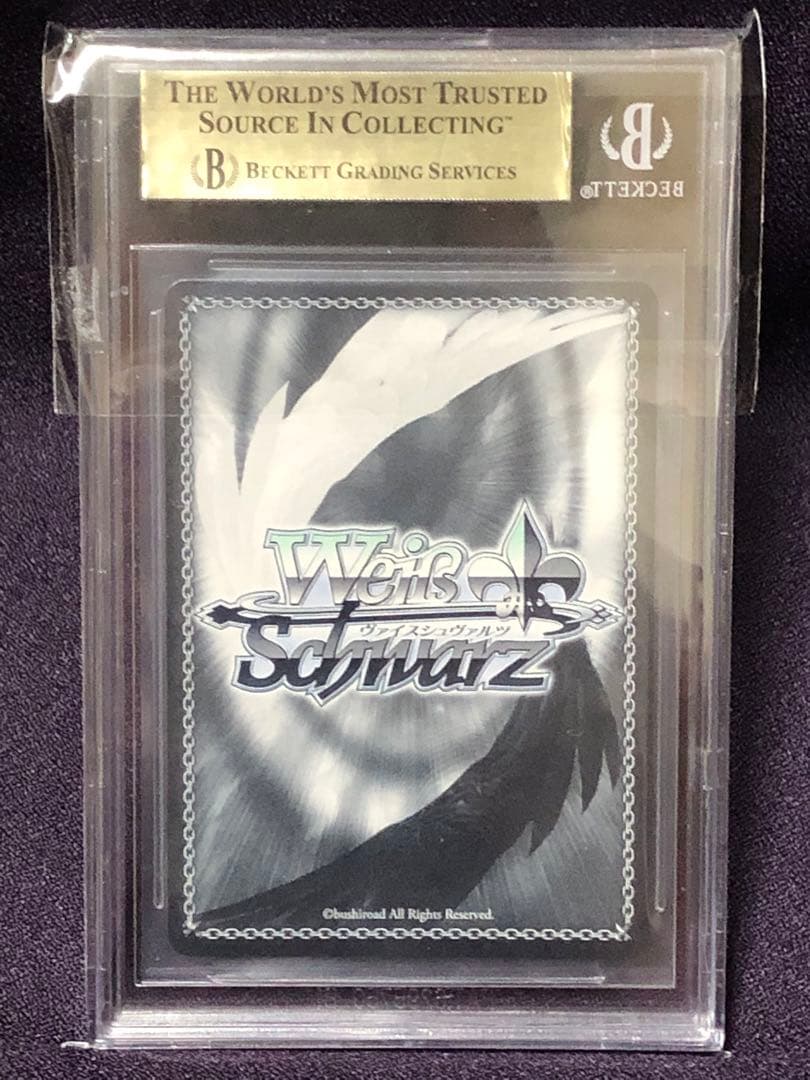 THE WORLD'S MOST TRUSTED
SOURCE IN COLLECTING™
B BECKETT GRADING SERVICES
B
BECKETT®
Weiß
ヴァイスシュヴァルツ
Schwarz
©bushiroad All Rights Reserved.